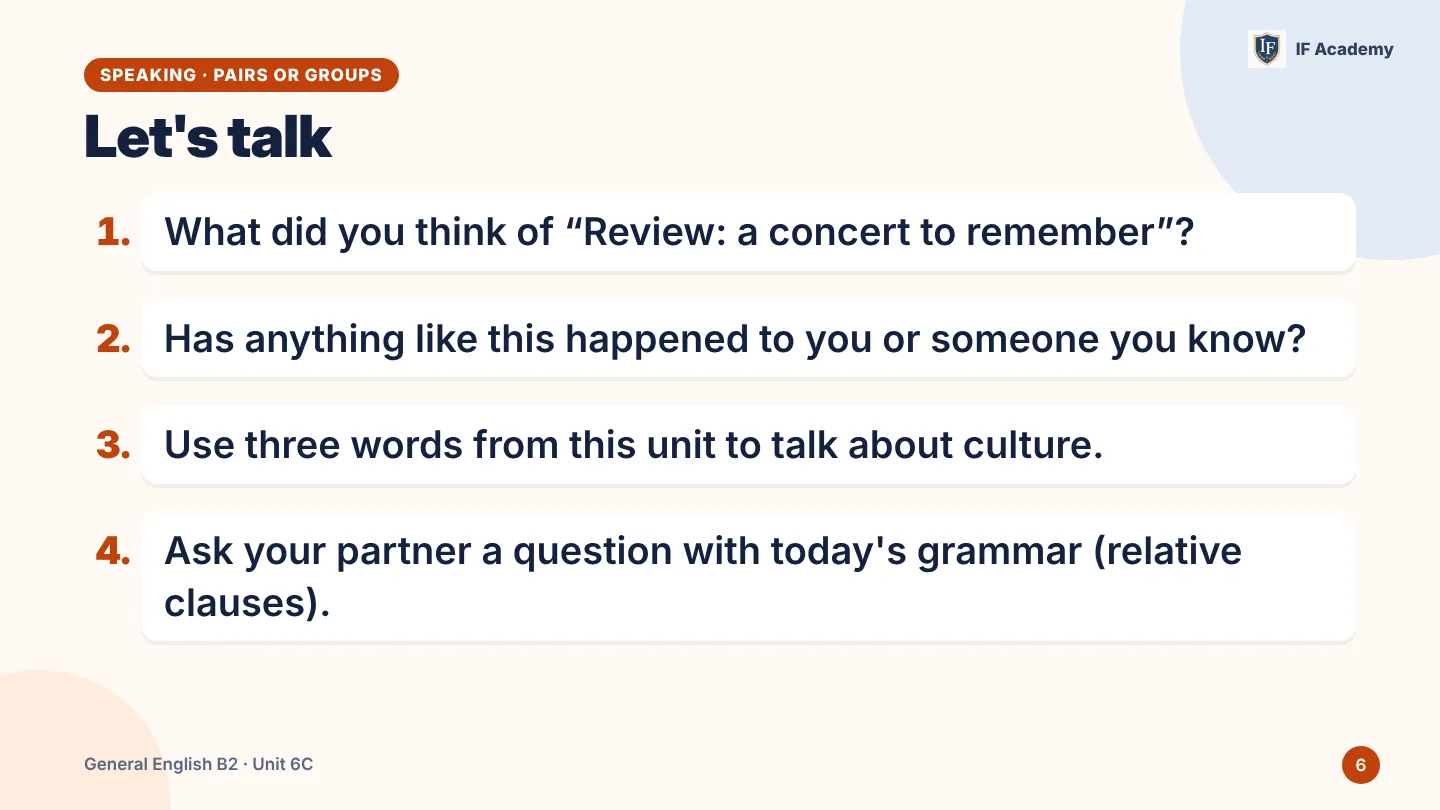 IF Academy
SPEAKING · PAIRS OR GROUPS
Let's talk
1. What did you think of “Review: a concert to remember”?
2. Has anything like this happened to you or someone you know?
3. Use three words from this unit to talk about culture.
4. Ask your partner a question with today's grammar (relative
clauses).
General English B2 · Unit 6C
6